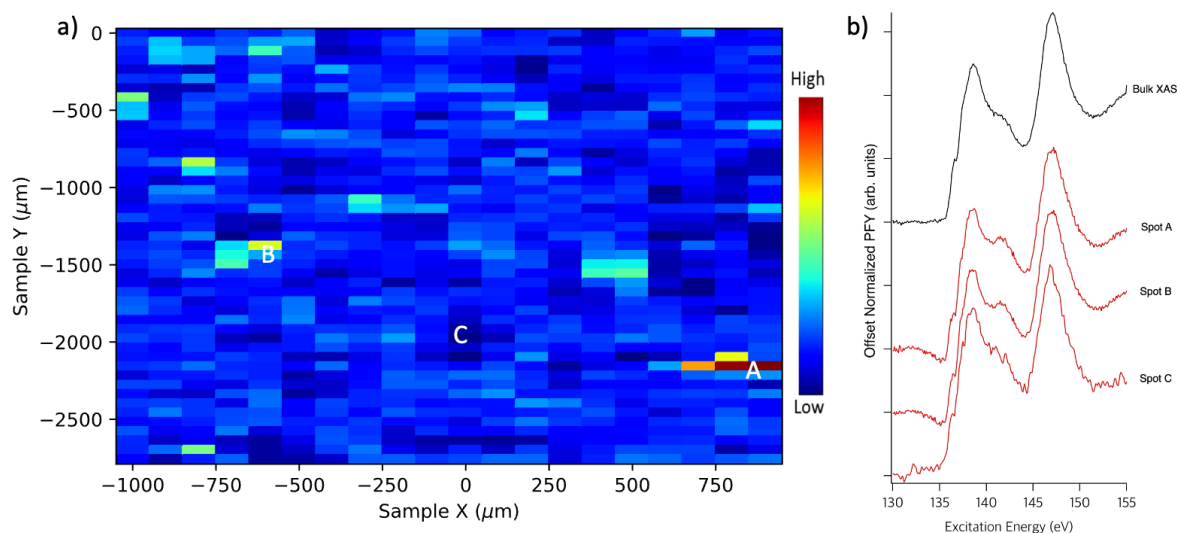 a)
Sample Y (μm)
0
−500
−1000
−1500
−2000
−2500
B
C
A
−1000 −750 −500 −250 0 250 500 750
Sample X (μm)
High
Low
b)
Offset Normalized PFY (arb. units)
Bulk XAS
Spot A
Spot B
Spot C
130 135 140 145 150 155
Excitation Energy (eV)